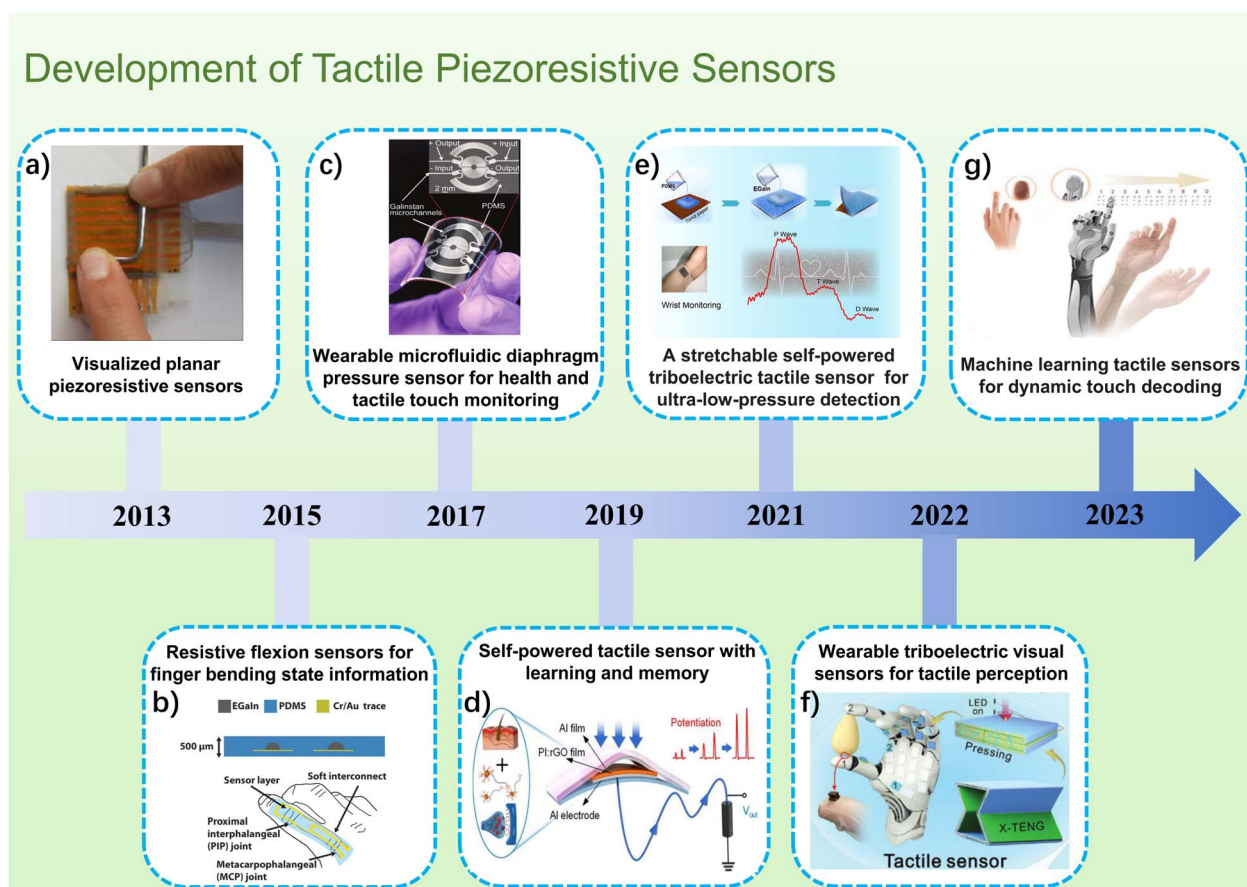 Development of Tactile Piezoresistive Sensors
a)
Visualized planar
piezoresistive sensors
c)
+ Output
+ Input
- Input
- Output
2 mm
Galinstan
microchannels
PDMS
Wearable microfluidic diaphragm
pressure sensor for health and
tactile touch monitoring
e)
PDMS
sand paper
EGaIn
P Wave
T Wave
D Wave
Wrist Monitoring
A stretchable self-powered
triboelectric tactile sensor for
ultra-low-pressure detection
g)
1 2 3 4 5 6 7 8 9 0
Machine learning tactile sensors
for dynamic touch decoding
2013
2015
2017
2019
2021
2022
2023
Resistive flexion sensors for
finger bending state information
b)
EGaIn
PDMS
Cr/Au trace
500 μm
Sensor layer
Soft interconnect
Proximal
interphalangeal
(PIP) joint
Metacarpophalangeal
(MCP) joint
Self-powered tactile sensor with
learning and memory
d)
Al film
PI:rGO film
Al electrode
Potentiation
+
Vout
Wearable triboelectric visual
sensors for tactile perception
f)
2
2
1
1
LED
on
Pressing
X-TENG
Tactile sensor